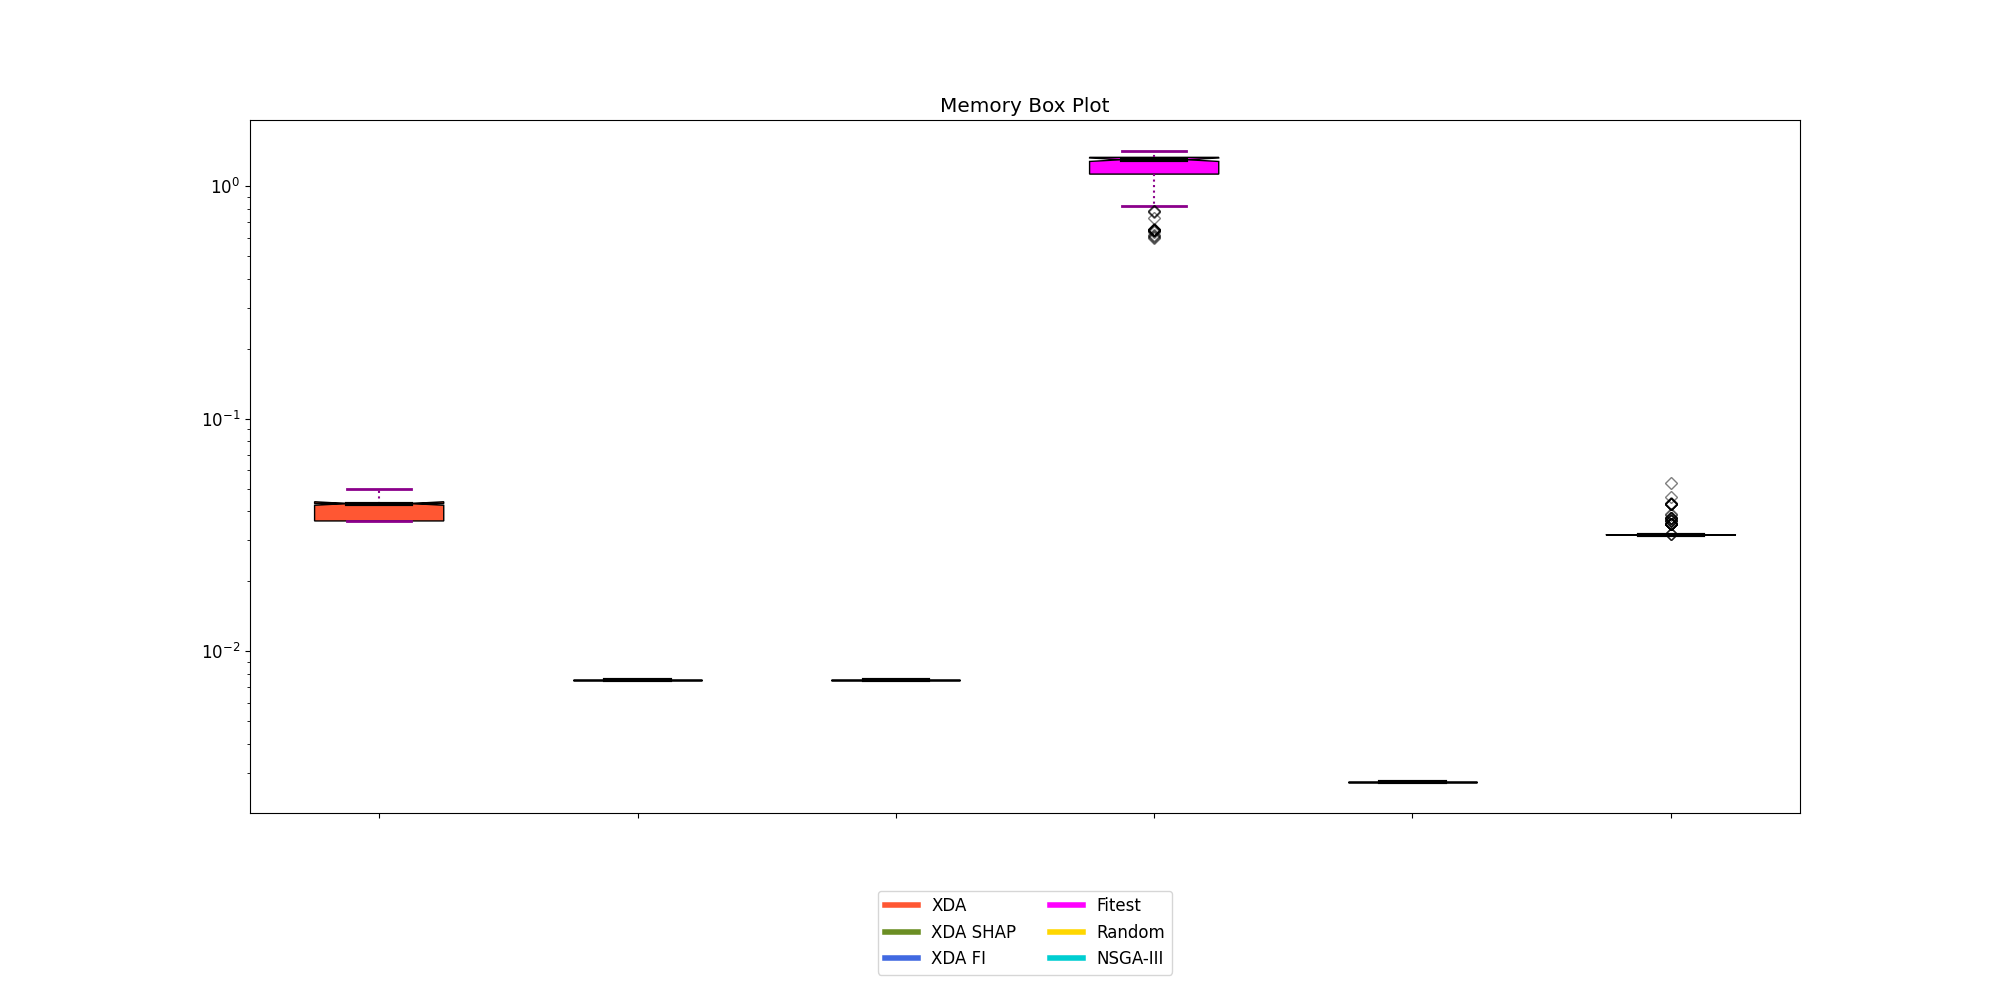 Memory Box Plot
10⁰
10⁻¹
10⁻²
XDA
XDA SHAP
XDA FI
Fitest
Random
NSGA-III